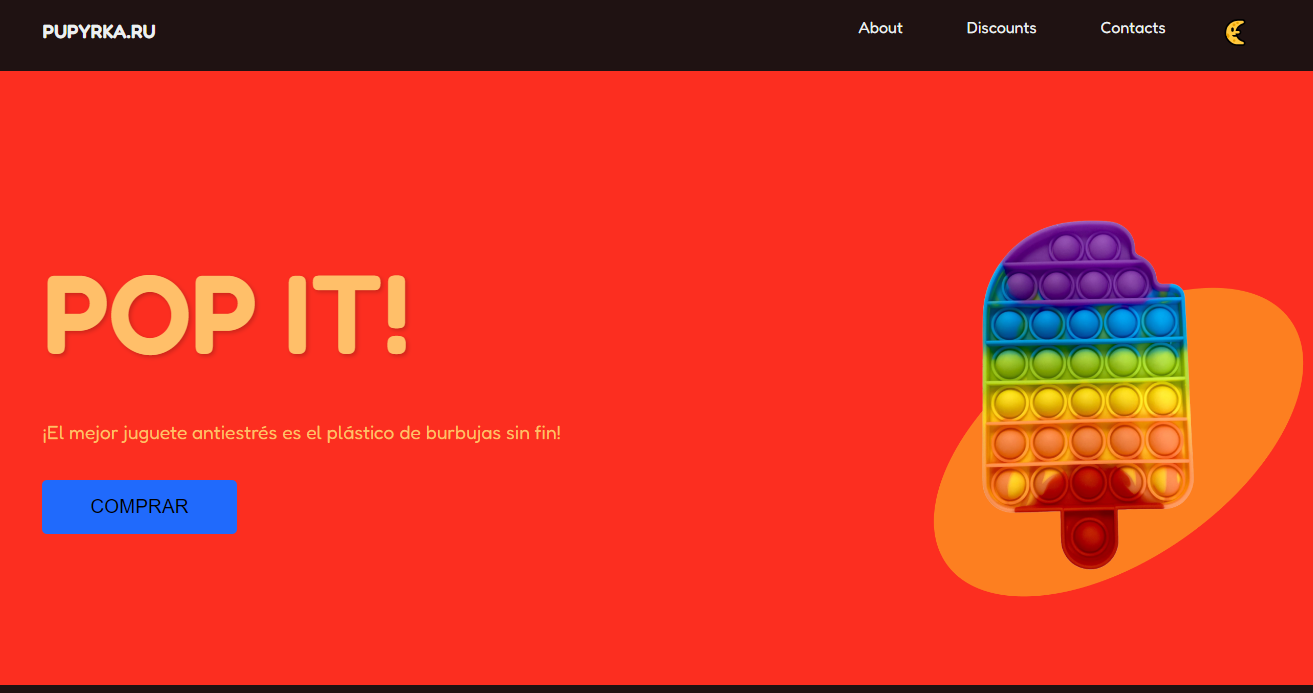 PUPYRKA.RU
About
Discounts
Contacts
POP IT!
¡El mejor juguete antiestrés es el plástico de burbujas sin fin!
COMPRAR